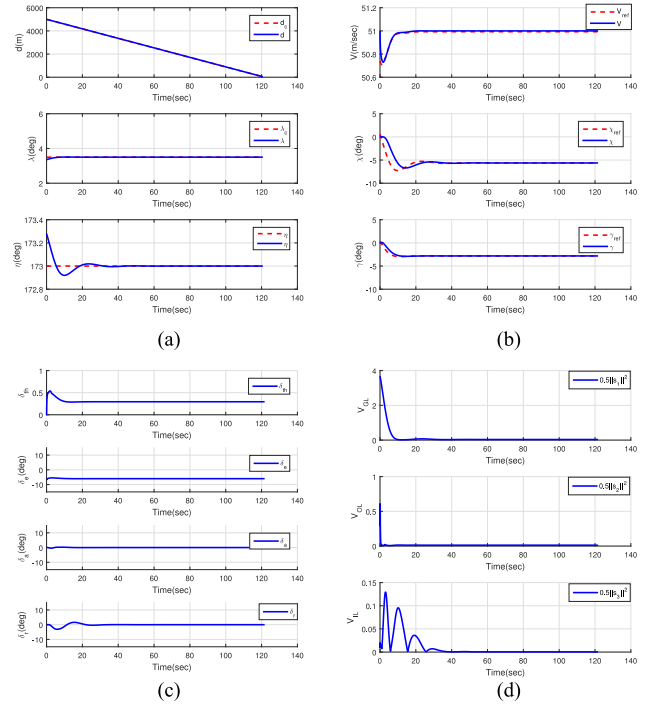 d(m)
6000
4000
2000
0
d_c
d
0 20 40 60 80 100 120 140
Time(sec)
λ(deg)
6
4
2
λ_c
λ
0 20 40 60 80 100 120 140
Time(sec)
η(deg)
173.4
173
172.8
η
η
0 20 40 60 80 100 120 140
Time(sec)
(a)
V(m/sec)
51
51
50.6
V_ref
V
0 20 40 60 80 100 120 140
Time(sec)
χ(deg)
5
0
-5
-10
χ_ref
χ
0 20 40 60 80 100 120 140
Time(sec)
γ(deg)
5
0
-5
-10
γ_ref
γ
0 20 40 60 80 100 120 140
Time(sec)
(b)
δ_th
1
0.5
0
δ_th
0 20 40 60 80 100 120 140
Time(sec)
δ_e(deg)
10
0
-10
δ_e
0 20 40 60 80 100 120 140
Time(sec)
δ_a(deg)
10
0
-10
δ_a
0 20 40 60 80 100 120 140
Time(sec)
δ_r(deg)
10
0
-10
δ_r
0 20 40 60 80 100 120 140
Time(sec)
(c)
V_GL
4
2
0
0.5||s_1||^2
0 20 40 60 80 100 120 140
Time(sec)
V_OL
1
0.5
0
0.5||s_2||^2
0 20 40 60 80 100 120 140
Time(sec)
V_IL
0.15
0.1
0.05
0
0.5||s_3||^2
0 20 40 60 80 100 120 140
Time(sec)
(d)